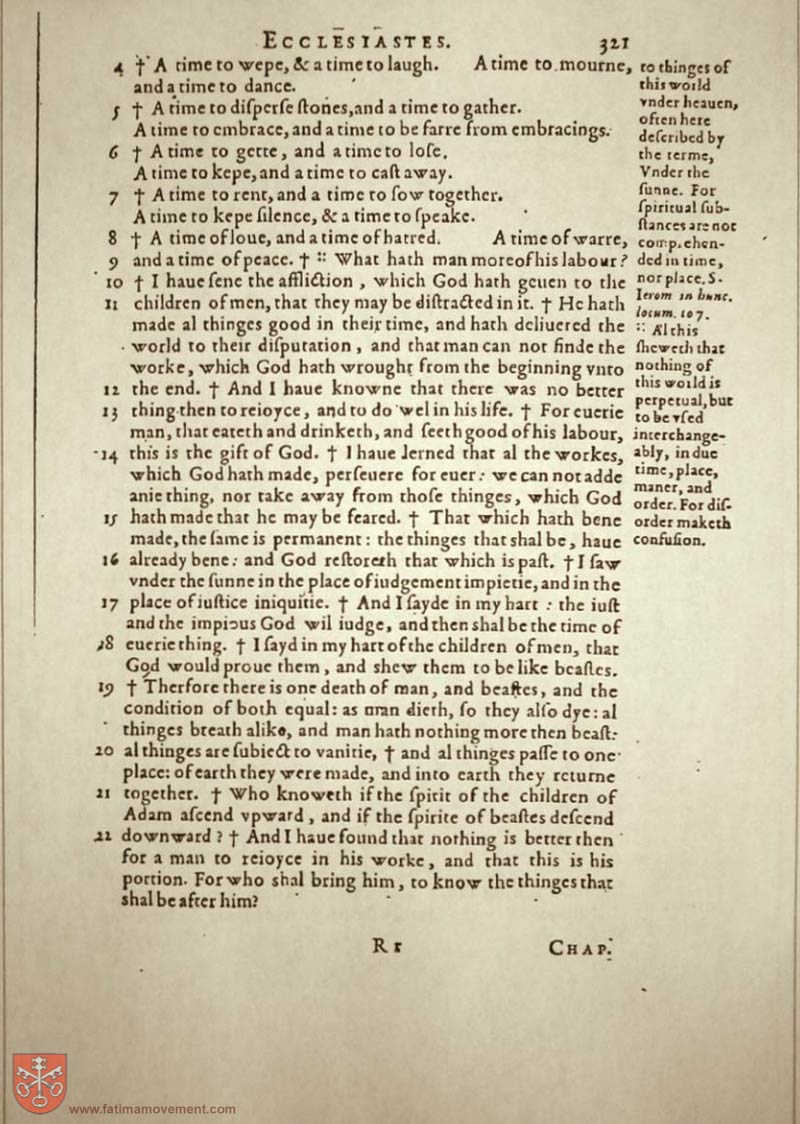 ECCLESIASTES. 321
4 † A time to wepe, & a time to laugh. A time to mourne,
and a time to dance.
5 † A time to diſperſe ſtones, and a time to gather.
A time to embrace, and a time to be farre from embracings.
6 † A time to gette, and a time to loſe.
A time to kepe, and a time to caſt away.
7 † A time to rent, and a time to ſow together.
A time to kepe ſilence, & a time to ſpeake.
8 † A time of loue, and a time of hatred. A time of warre,
9 and a time of peace. † :: What hath man more of his labour?
10 † I haue ſene the affliction, which God hath geuen to the
11 children of men, that they may be diſtracted in it. † He hath
made al thinges good in their time, and hath deliuered the
world to their diſputation, and that man can not finde the
worke, which God hath wrought from the beginning vnto
12 the end. † And I haue knowne that there was no better
13 thing then to reioyce, and to do wel in his life. † For euerie
man, that eateth and drinketh, and ſeeth good of his labour,
14 this is the gift of God. † I haue lerned that al the workes,
which God hath made, perſeuere for euer: we can not adde
anie thing, nor take away from thoſe thinges, which God
15 hath made that he may be feared. † That which hath bene
made, the ſame is permanent: the thinges that shal be, haue
16 already bene: and God reſtoreth that which is paſt. † I ſaw
vnder the ſunne in the place of iudgement impietie, and in the
17 place of iuſtice iniquitie. † And I ſayde in my hart: the iuſt
and the impious God wil iudge, and then shal be the time of
18 euerie thing. † I ſayd in my hart of the children of men, that
God would proue them, and shew them to be like beaſtes.
19 † Therfore there is one death of man, and beaſtes, and the
condition of both equal: as man dieth, ſo they alſo dye: al
thinges breath alike, and man hath nothing more then beaſt:
20 al thinges are ſubiect to vanitie, † and al thinges paſſe to one
place: of earth they were made, and into earth they returne
21 together. † Who knoweth if the ſpirit of the children of
Adam aſcend vpward, and if the ſpirite of beaſtes deſcend
22 downward? † And I haue found that nothing is better then
for a man to reioyce in his worke, and that this is his
portion. For who shal bring him, to know the thinges that
shal be after him?
to thinges of
this world
vnder heauen,
often here
deſcribed by
the terme,
Vnder the
ſunne. For
ſpiritual ſub-
ſtances are not
comprehen-
ded in time,
nor place. S.
Ierom in hunc.
locum. to 7.
:: Al this
sheweth that
nothing of
this world is
perpetual, but
to be vſed
interchange-
ably, in due
time, place,
maner, and
order. For diſ-
order maketh
confuſion.
Rr CHAP.
www.fatimamovement.com